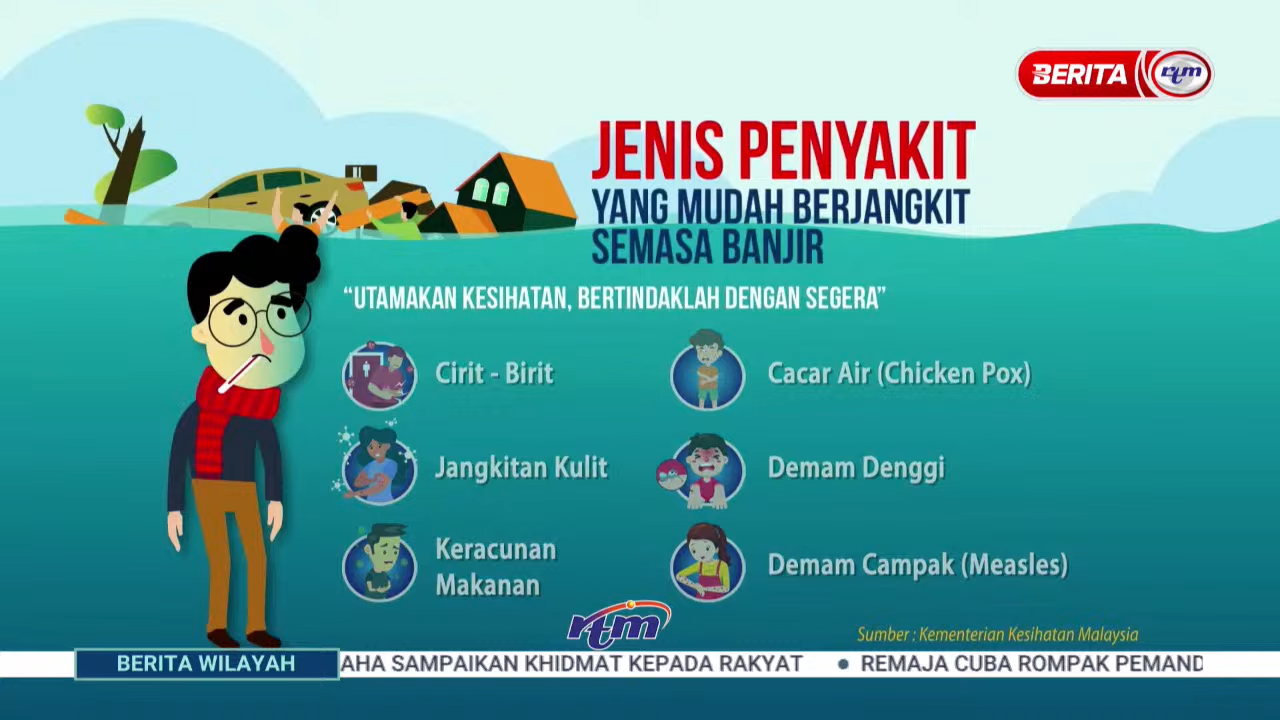 BERITA rtm
JENIS PENYAKIT
YANG MUDAH BERJANGKIT
SEMASA BANJIR
“UTAMAKAN KESIHATAN, BERTINDAKLAH DENGAN SEGERA”
Cirit - Birit
Cacar Air (Chicken Pox)
Jangkitan Kulit
Demam Denggi
Keracunan
Makanan
Demam Campak (Measles)
rtm
Sumber : Kementerian Kesihatan Malaysia
BERITA WILAYAH
AHA SAMPAIKAN KHIDMAT KEPADA RAKYAT • REMAJA CUBA ROMPAK PEMAND